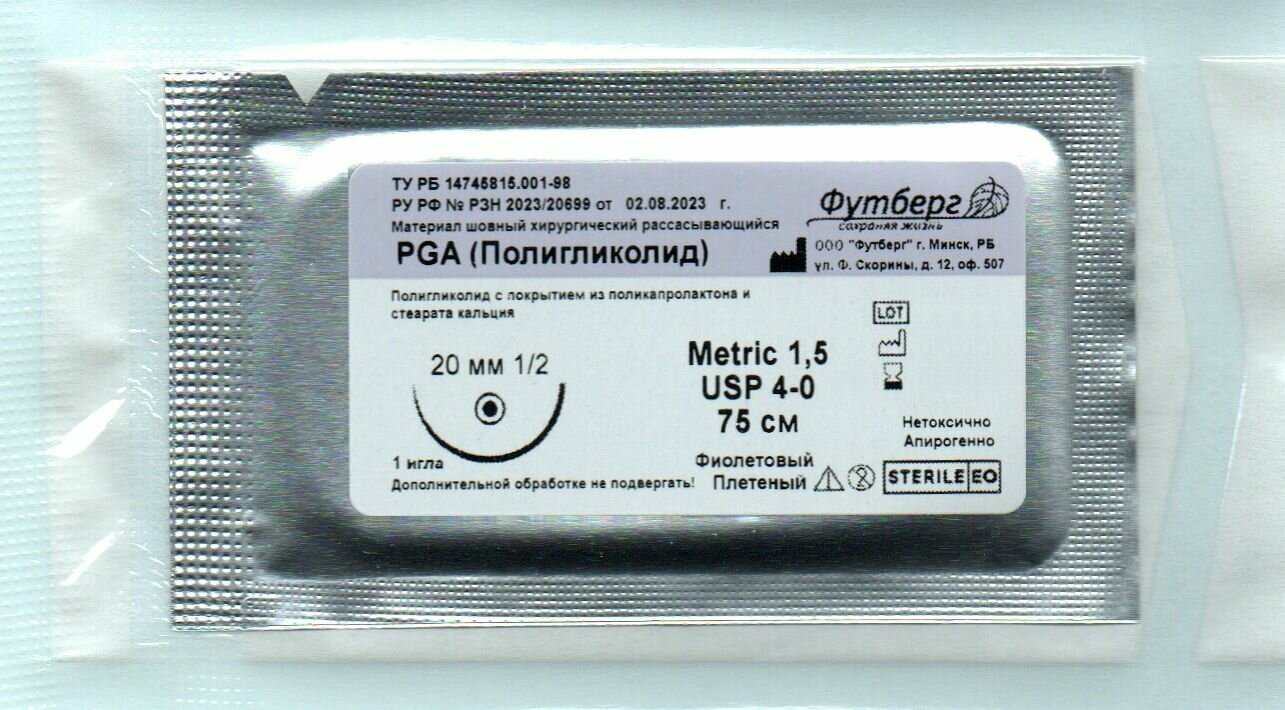 ТУ РБ 14745815.001-98
РУ РФ № РЗН 2023/20699 от 02.08.2023 г.
Материал шовный хирургический рассасывающийся
PGA (Полигликолид)
Футберг
сохраняя жизнь
ООО "Футберг" г. Минск, РБ
ул. Ф. Скорины, д. 12, оф. 507
Полигликолид с покрытием из поликапролактона и
стеарата кальция
20 мм 1/2
1 игла
Дополнительной обработке не подвергать!
Metric 1,5
USP 4-0
75 см
Фиолетовый
Плетеный
LOT
Нетоксично
Апирогенно
2
STERILE EO